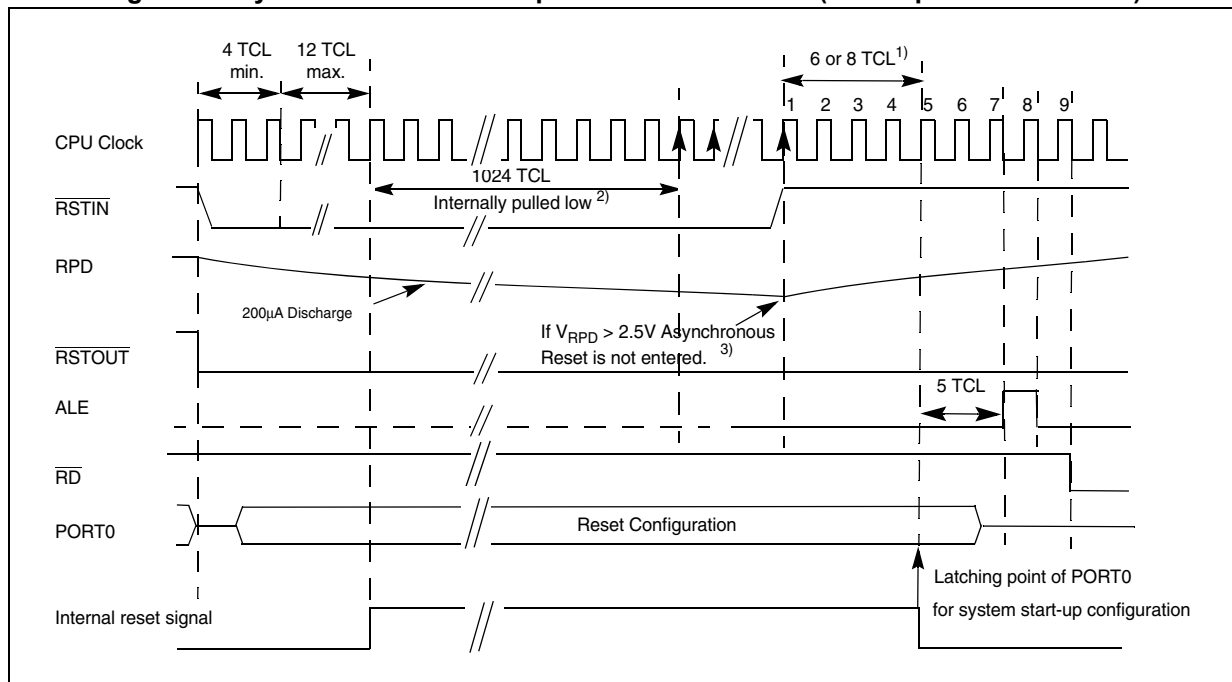 4 TCL min.
12 TCL max.
6 or 8 TCL1)
1 2 3 4 5 6 7 8 9
CPU Clock
1024 TCL
Internally pulled low 2)
RSTIN
RPD
200µA Discharge
If VRPD > 2.5V Asynchronous
Reset is not entered. 3)
RSTOUT
5 TCL
ALE
RD
PORT0
Reset Configuration
Latching point of PORT0
for system start-up configuration
Internal reset signal